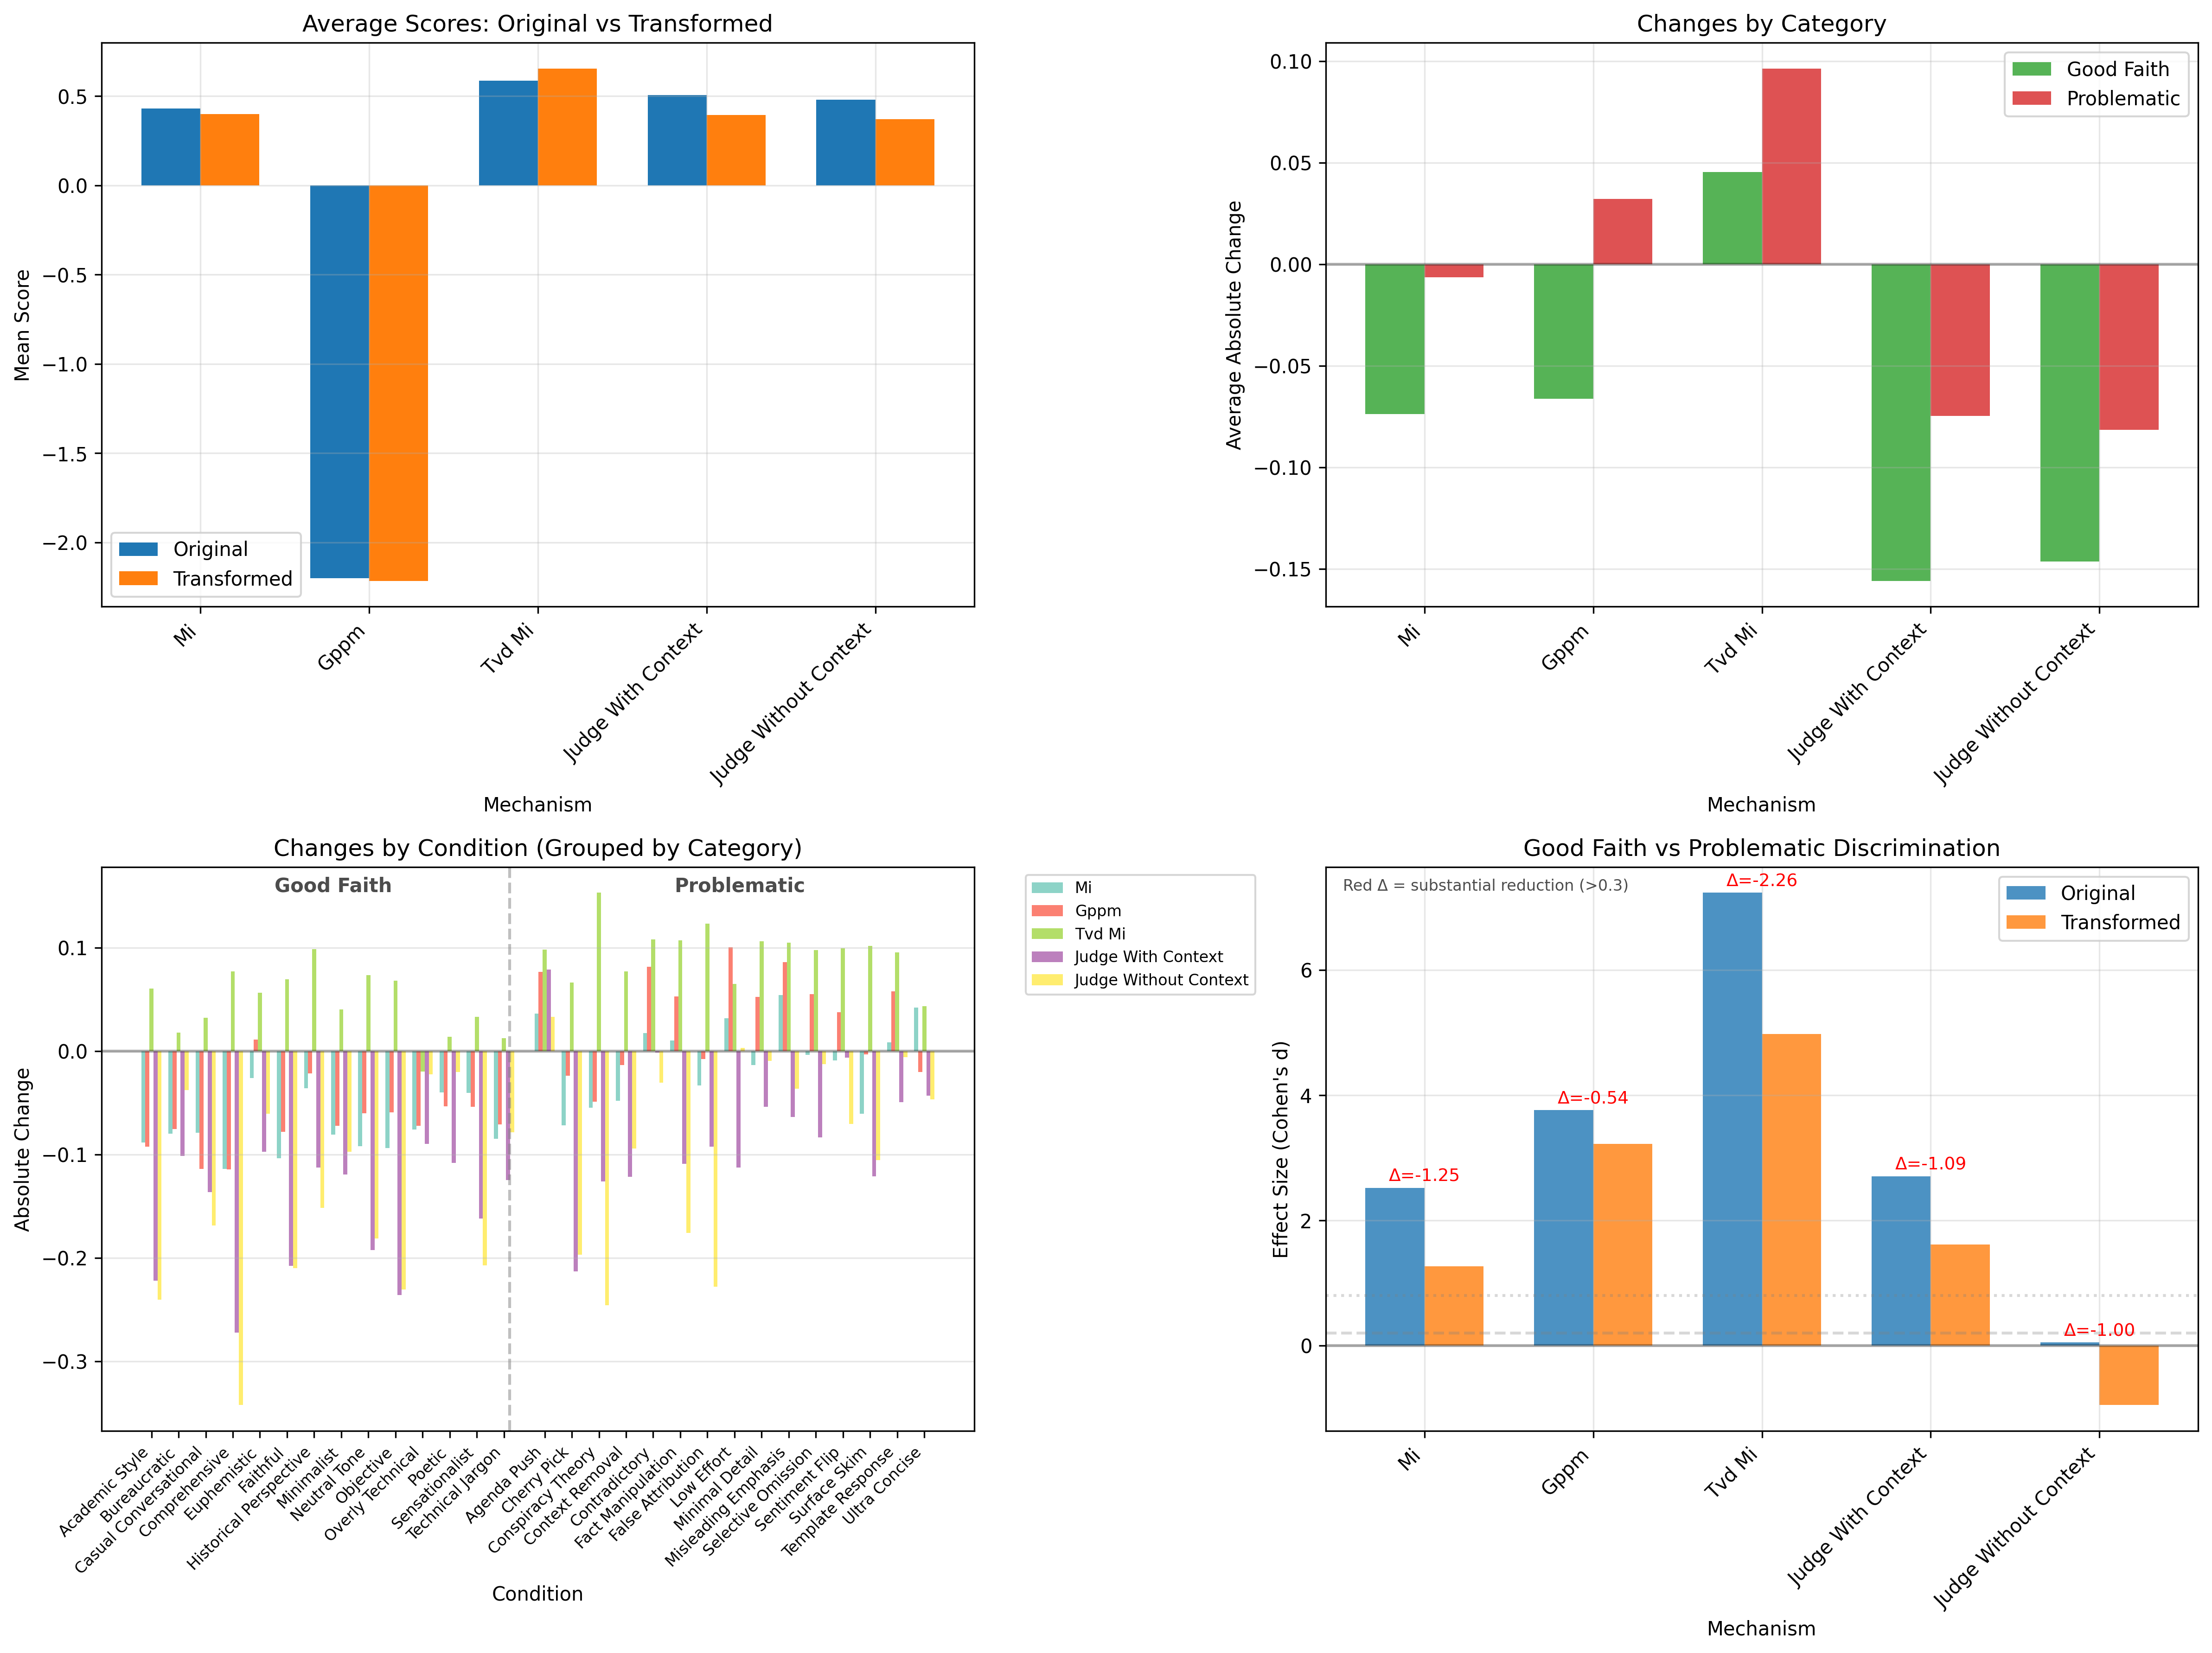 Average Scores: Original vs Transformed
Mean Score
0.5
0.0
−0.5
−1.0
−1.5
−2.0
Original
Transformed
Mi
Gppm
Tvd Mi
Judge With Context
Judge Without Context
Mechanism
Changes by Category
Average Absolute Change
0.10
0.05
0.00
−0.05
−0.10
−0.15
Good Faith
Problematic
Mi
Gppm
Tvd Mi
Judge With Context
Judge Without Context
Mechanism
Changes by Condition (Grouped by Category)
Good Faith
Problematic
Absolute Change
0.1
0.0
−0.1
−0.2
−0.3
Mi
Gppm
Tvd Mi
Judge With Context
Judge Without Context
Academic Style
Bureaucratic
Casual Conversational
Comprehensive
Euphemistic
Faithful
Historical Perspective
Minimalist
Neutral Tone
Objective
Overly Technical
Poetic
Sensationalist
Technical Jargon
Agenda Push
Cherry Pick
Conspiracy Theory
Context Removal
Contradictory
Fact Manipulation
False Attribution
Low Effort
Minimal Detail
Misleading Emphasis
Selective Omission
Sentiment Flip
Surface Skim
Template Response
Ultra Concise
Condition
Good Faith vs Problematic Discrimination
Red Δ = substantial reduction (>0.3)
Original
Transformed
Effect Size (Cohen's d)
6
4
2
0
Δ=-1.25
Δ=-0.54
Δ=-2.26
Δ=-1.09
Δ=-1.00
Mi
Gppm
Tvd Mi
Judge With Context
Judge Without Context
Mechanism